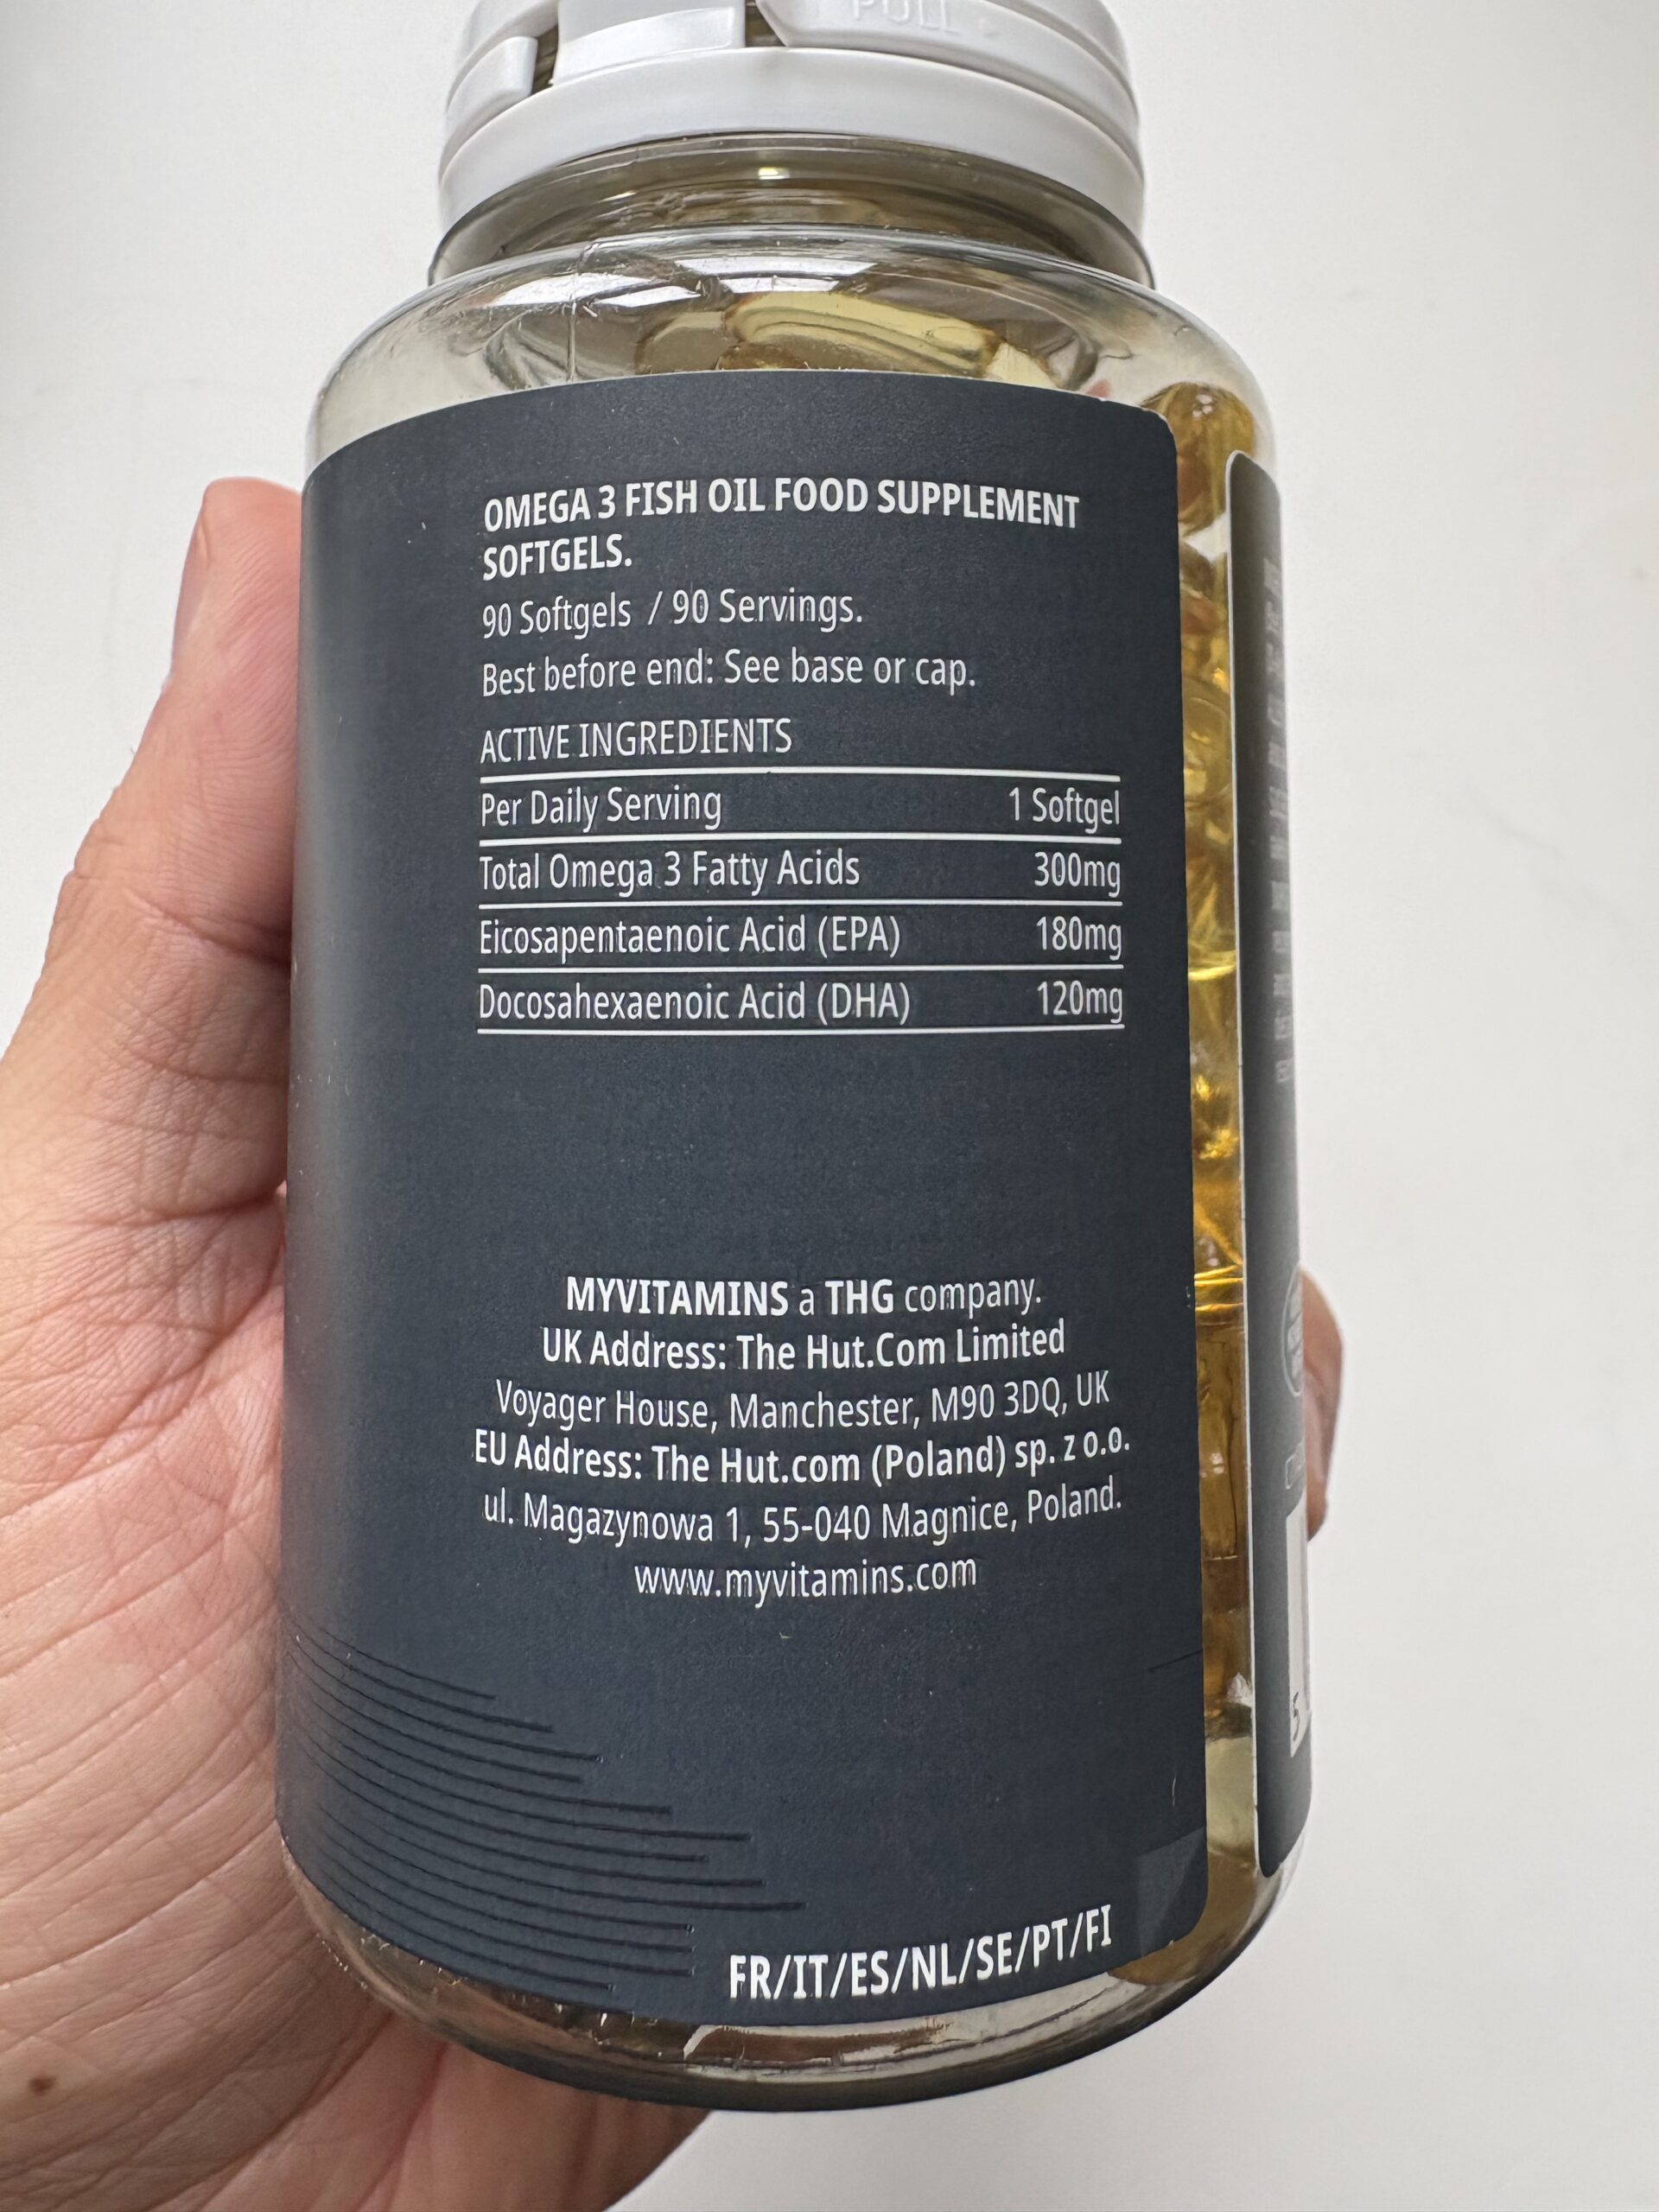 PULL
OMEGA 3 FISH OIL FOOD SUPPLEMENT
SOFTGELS.
90 Softgels / 90 Servings.
Best before end: See base or cap.
ACTIVE INGREDIENTS
Per Daily Serving 1 Softgel
Total Omega 3 Fatty Acids 300mg
Eicosapentaenoic Acid (EPA) 180mg
Docosahexaenoic Acid (DHA) 120mg
MYVITAMINS a THG company.
UK Address: The Hut.Com Limited
Voyager House, Manchester, M90 3DQ, UK
EU Address: The Hut.com (Poland) sp. z o.o.
ul. Magazynowa 1, 55-040 Magnice, Poland.
www.myvitamins.com
FR/IT/ES/NL/SE/PT/FI
5